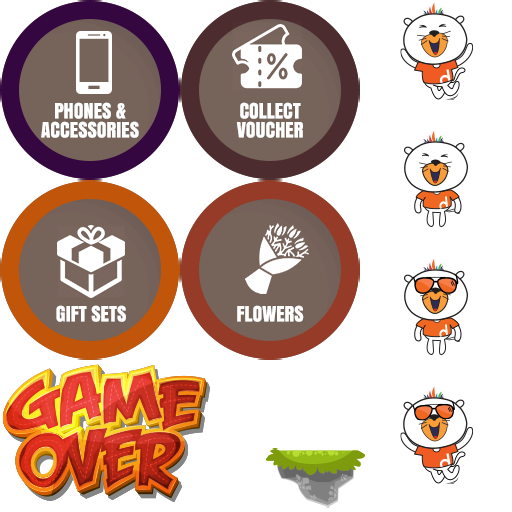 PHONES &
ACCESSORIES
%
COLLECT
VOUCHER
GIFT SETS
FLOWERS
GAME
OVER
d
d
d
d